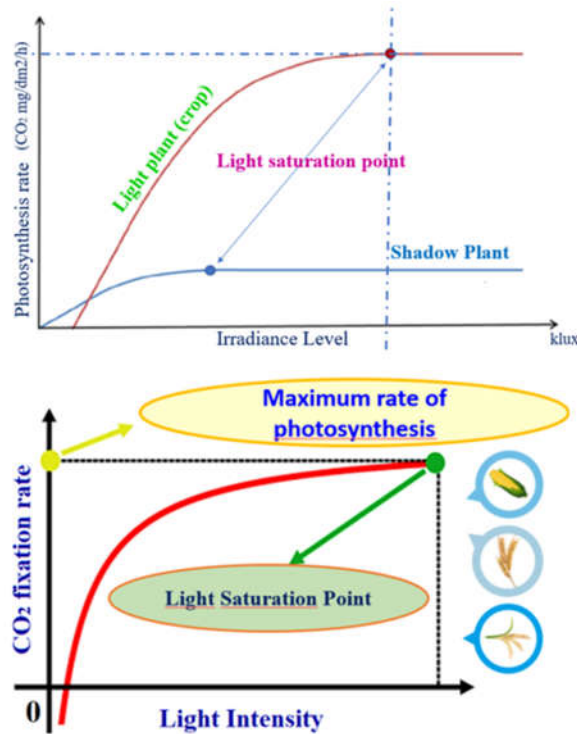 Photosynthesis rate (CO₂ mg/dm2/h)
Light plant (crop)
Light saturation point
Shadow Plant
Irradiance Level
klux
Maximum rate of
photosynthesis
CO₂ fixation rate
Light Saturation Point
0
Light Intensity